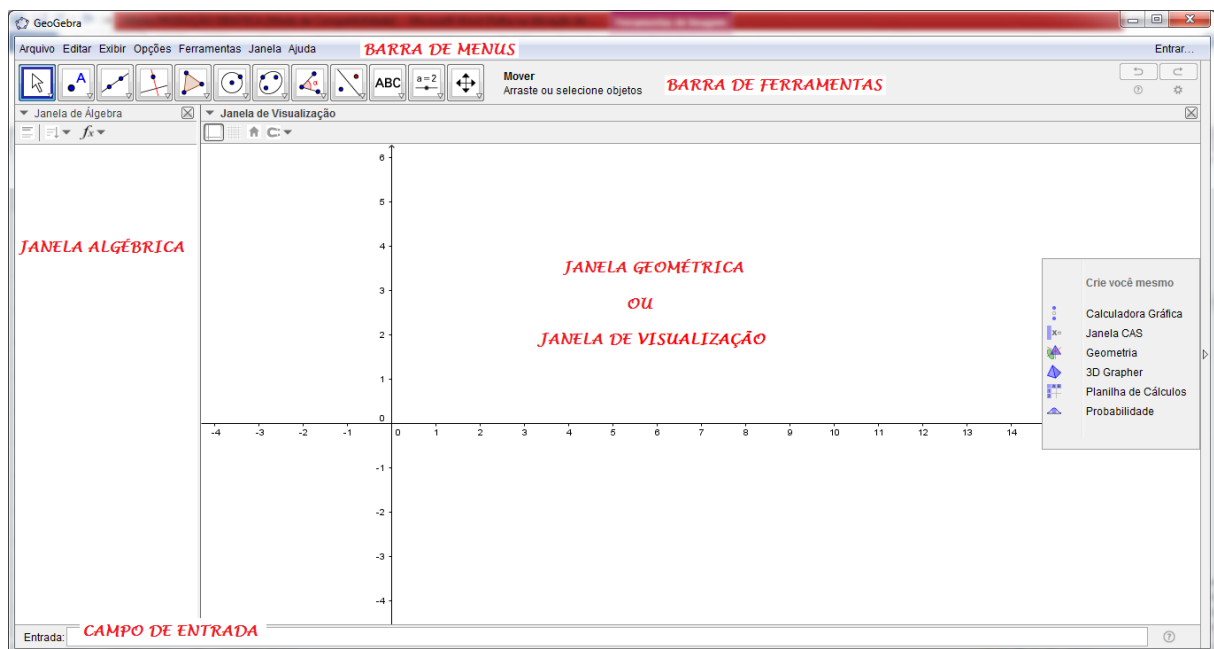 GeoGebra
Arquivo Editar Exibir Opções Ferramentas Janela Ajuda
BARRA DE MENUS
Entrar...
A
ABC
a=2
Mover
Arraste ou selecione objetos
BARRA DE FERRAMENTAS
Janela de Álgebra
Janela de Visualização
fx
JANELA ALGÉBRICA
JANELA GEOMÉTRICA
OU
JANELA DE VISUALIZAÇÃO
6
5
4
3
2
1
0
-4 -3 -2 -1 0 1 2 3 4 5 6 7 8 9 10 11 12 13 14
-1
-2
-3
-4
Crie você mesmo
Calculadora Gráfica
x= Janela CAS
Geometria
3D Grapher
Planilha de Cálculos
Probabilidade
Entrada:
CAMPO DE ENTRADA